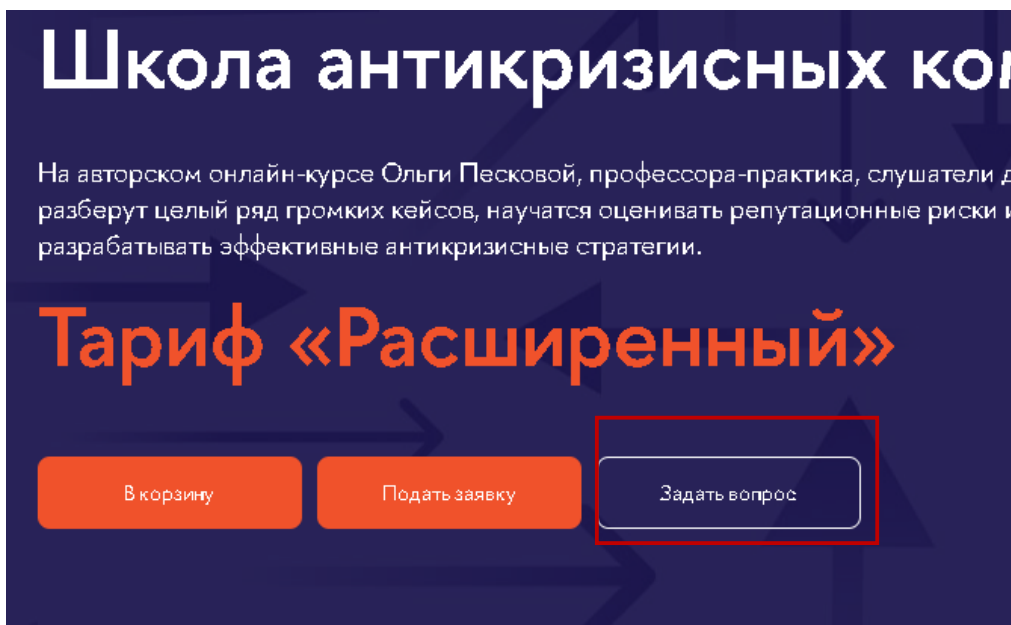 Школа антикризисных
На авторском онлайн-курсе Ольги Песковой, профессора-практика, слушатели
разберут целый ряд громких кейсов, научатся оценивать репутационные риски и
разрабатывать эффективные антикризисные стратегии.
Тариф «Расширенный»
В корзину
Подать заявку
Задать вопрос